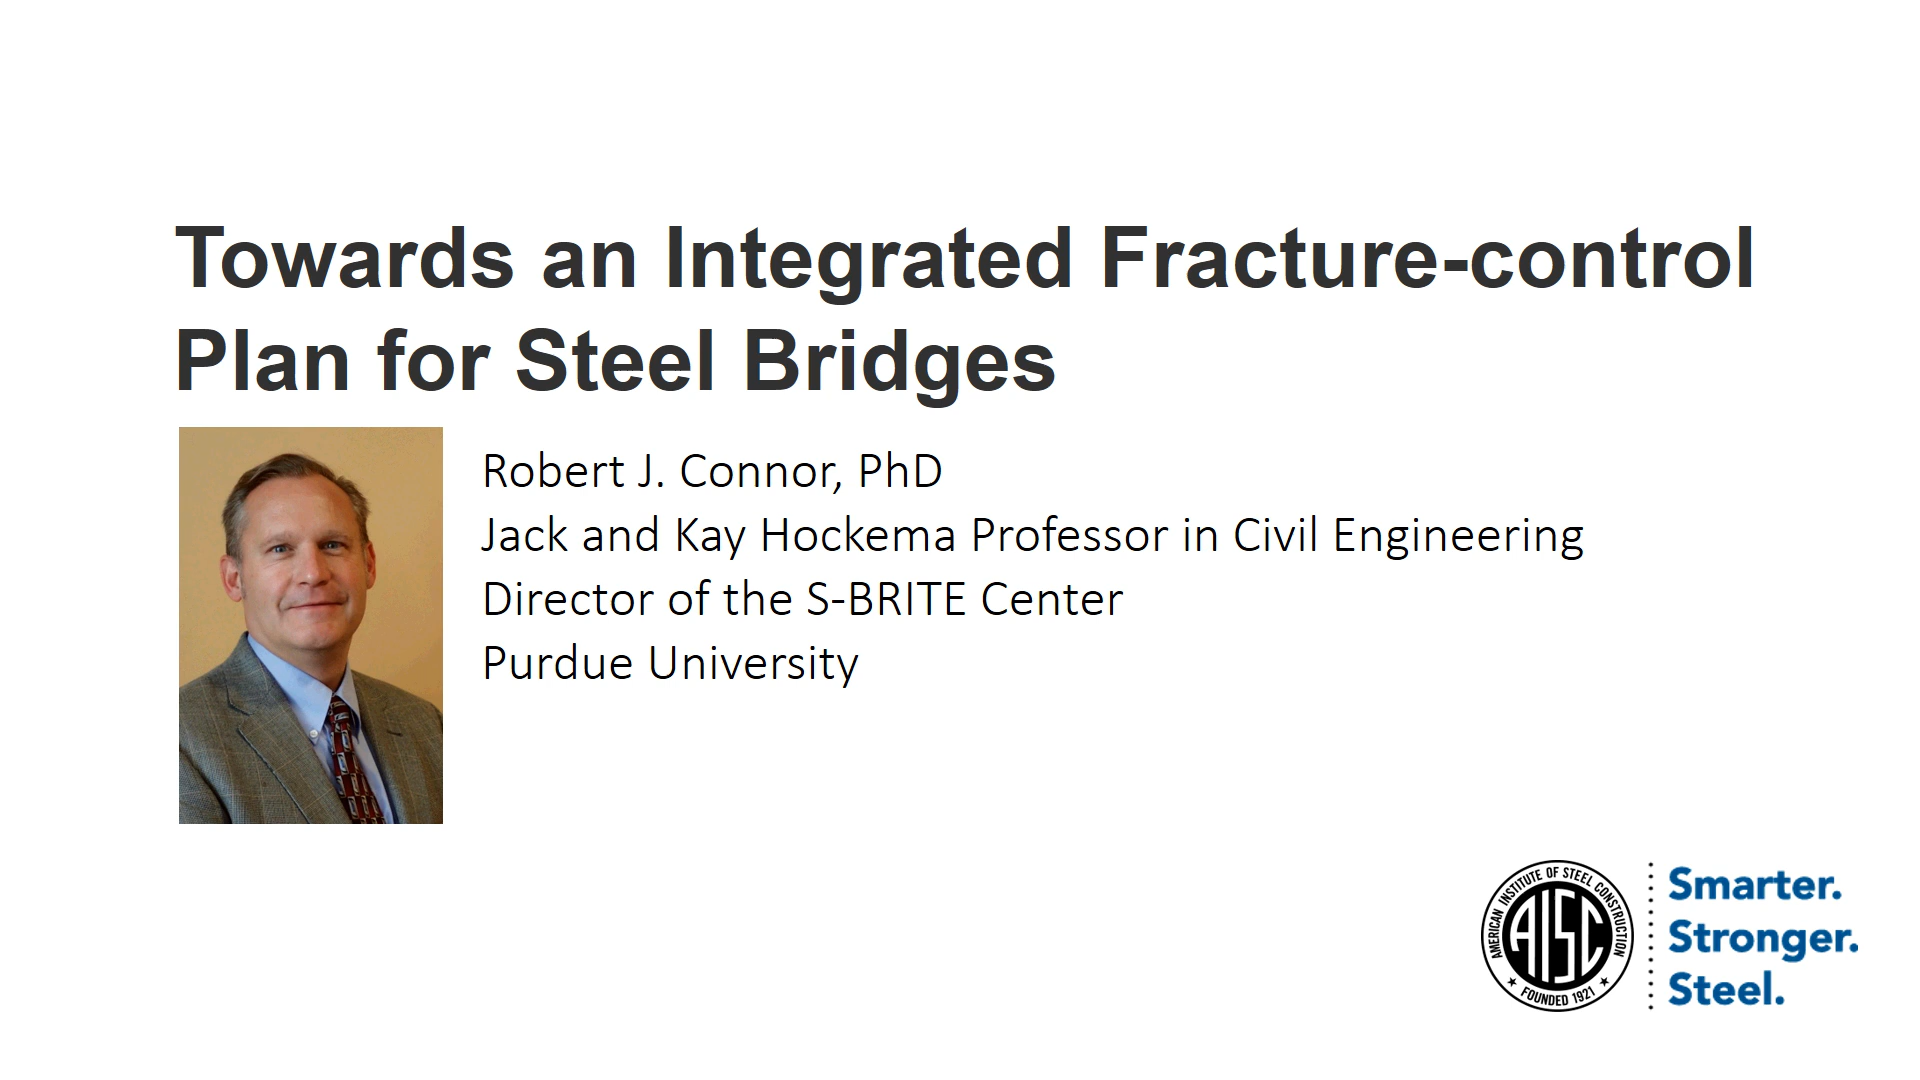 Towards an Integrated Fracture-control
Plan for Steel Bridges
Robert J. Connor, PhD
Jack and Kay Hockema Professor in Civil Engineering
Director of the S-BRITE Center
Purdue University
AMERICAN INSTITUTE OF STEEL CONSTRUCTION
AISC
FOUNDED 1921
Smarter.
Stronger.
Steel.